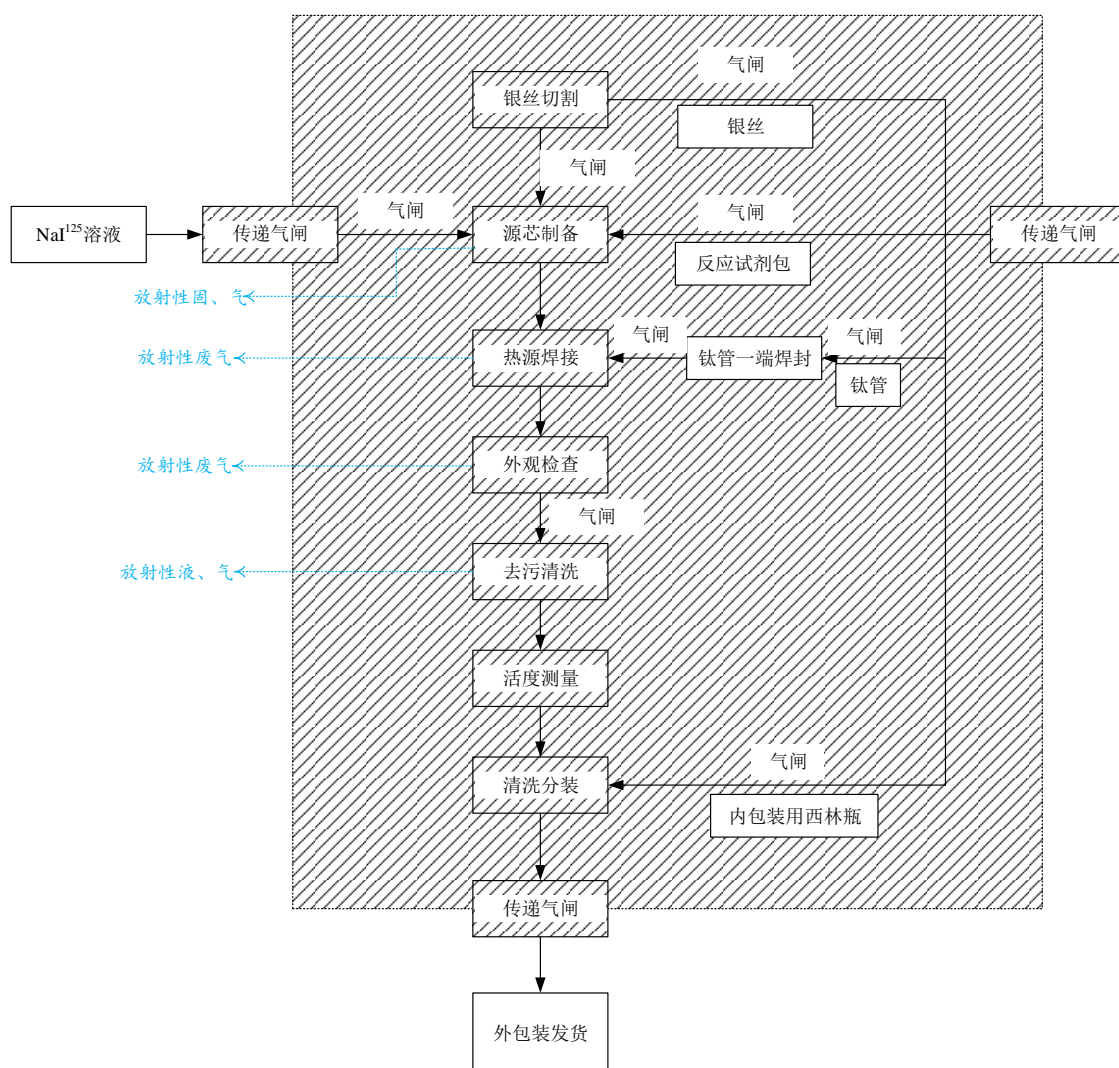 气闸
银丝切割
银丝
气闸
气闸
气闸
NaI¹²⁵溶液
传递气闸
源芯制备
传递气闸
反应试剂包
放射性固、气
气闸
气闸
放射性废气
热源焊接
钛管一端焊封
钛管
放射性废气
外观检查
气闸
放射性液、气
去污清洗
活度测量
气闸
清洗分装
内包装用西林瓶
传递气闸
外包装发货